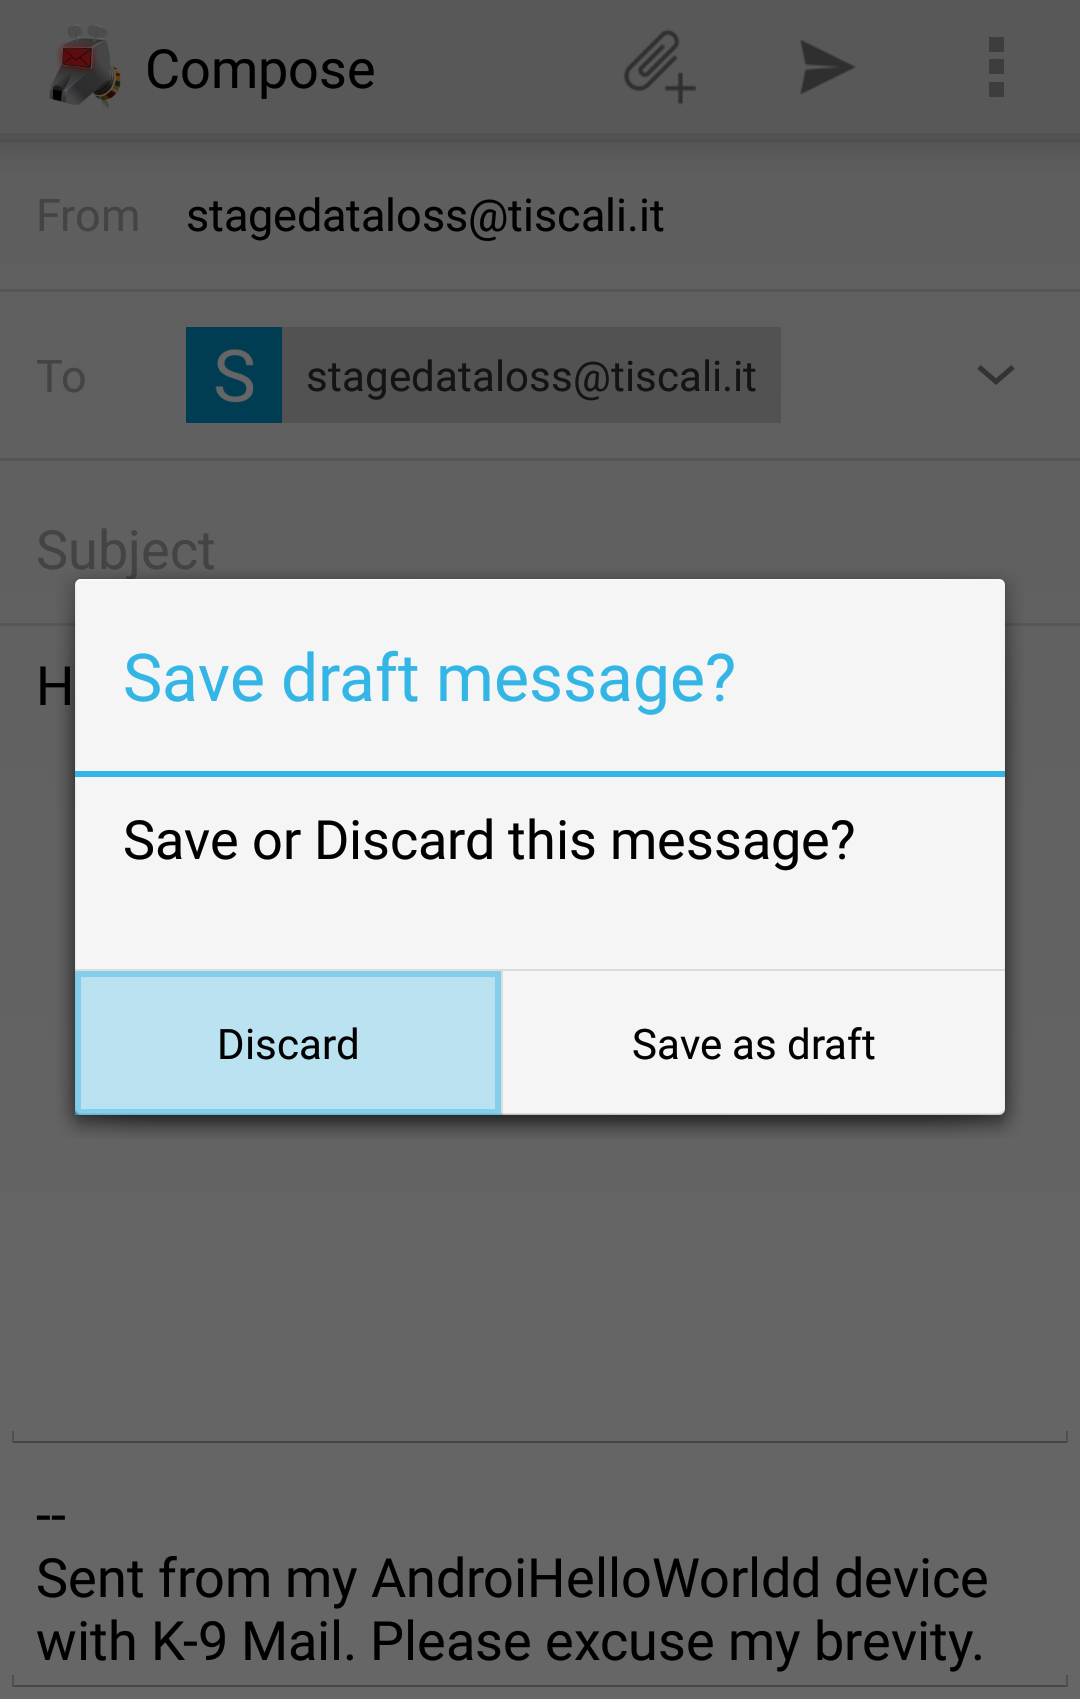 Compose
From stagedataloss@tiscali.it
To S stagedataloss@tiscali.it
Subject
H
Save draft message?
Save or Discard this message?
Discard Save as draft
--
Sent from my AndroiHelloWorldd device
with K-9 Mail. Please excuse my brevity.